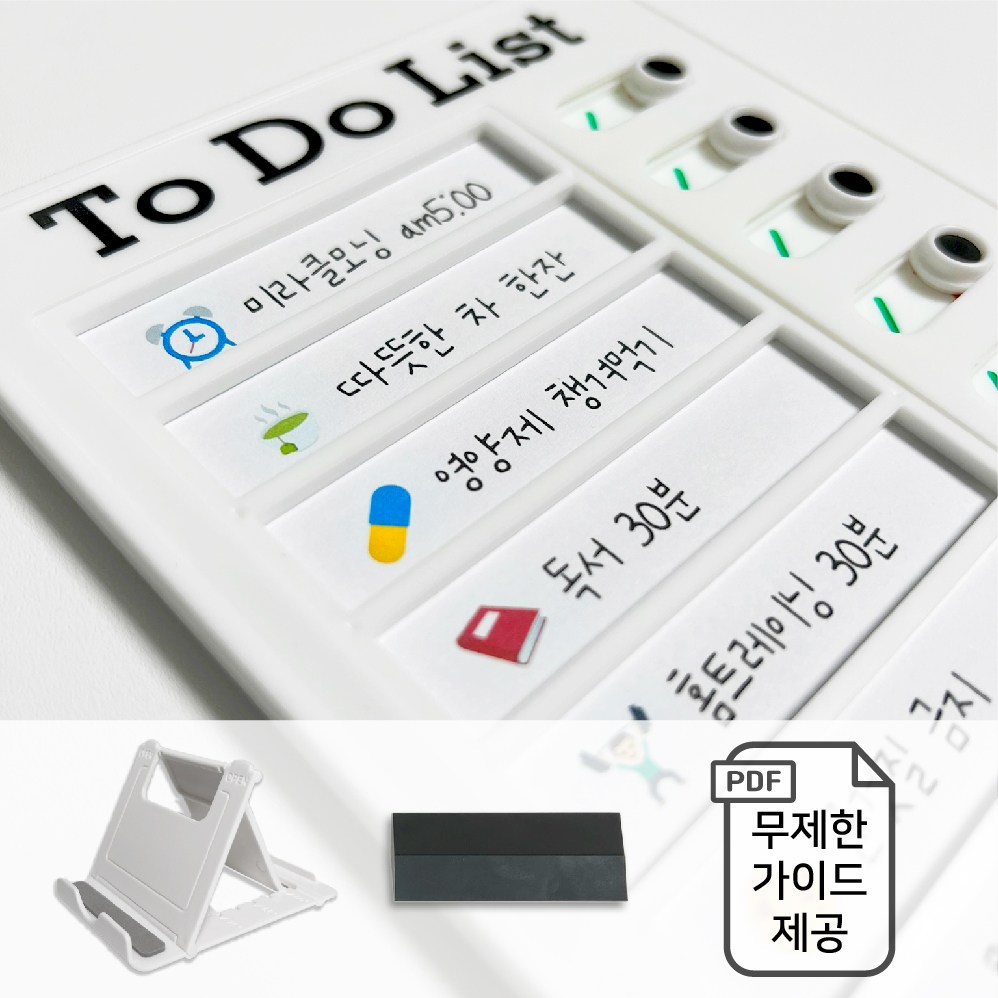 To Do List
미라클모닝 am5:00
따뜻한 차 한잔
영양제 챙겨먹기
독서 30분
홈트레이닝 30분
금지
PDF
무제한
가이드
제공